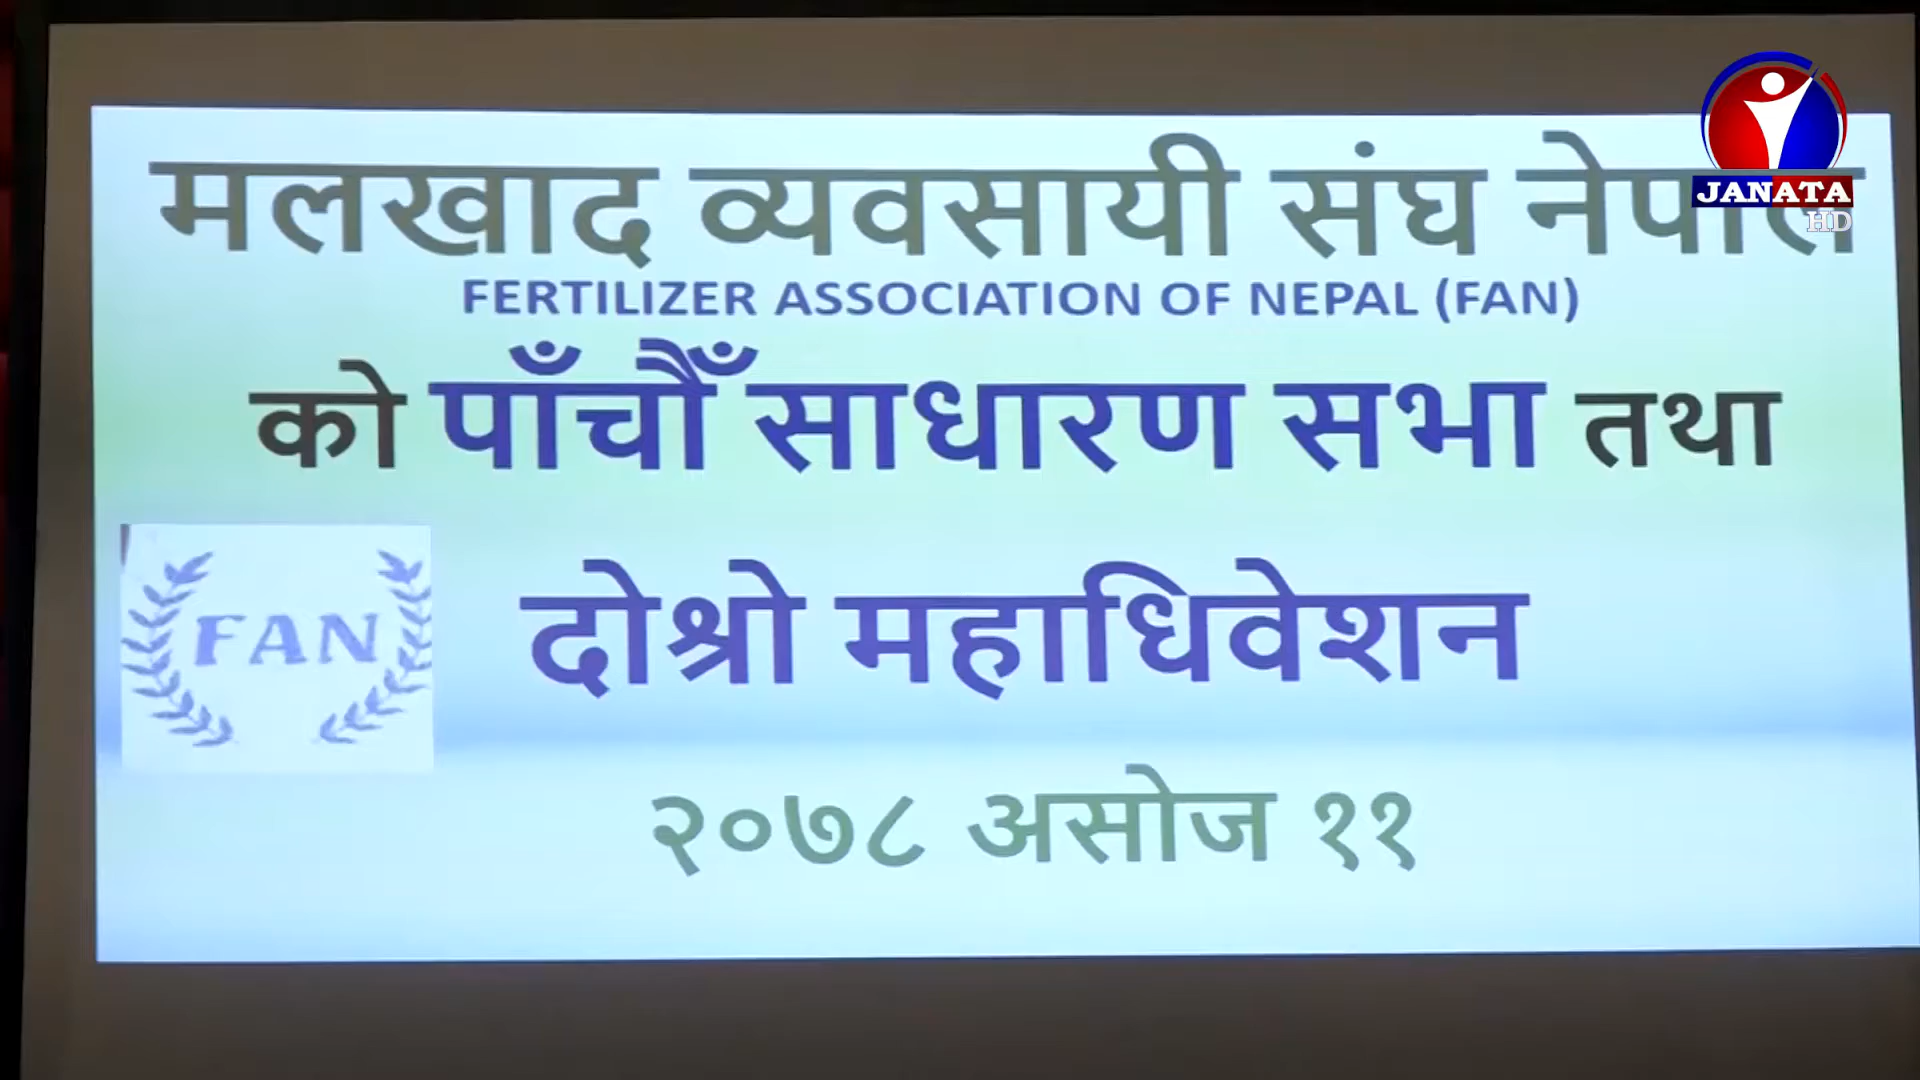 मलखाद व्यवसायी संघ नेपाल
FERTILIZER ASSOCIATION OF NEPAL (FAN)
को पाँचौँ साधारण सभा तथा
दोश्रो महाधिवेशन
FAN
२०७८ असोज ११
JANATA
HD